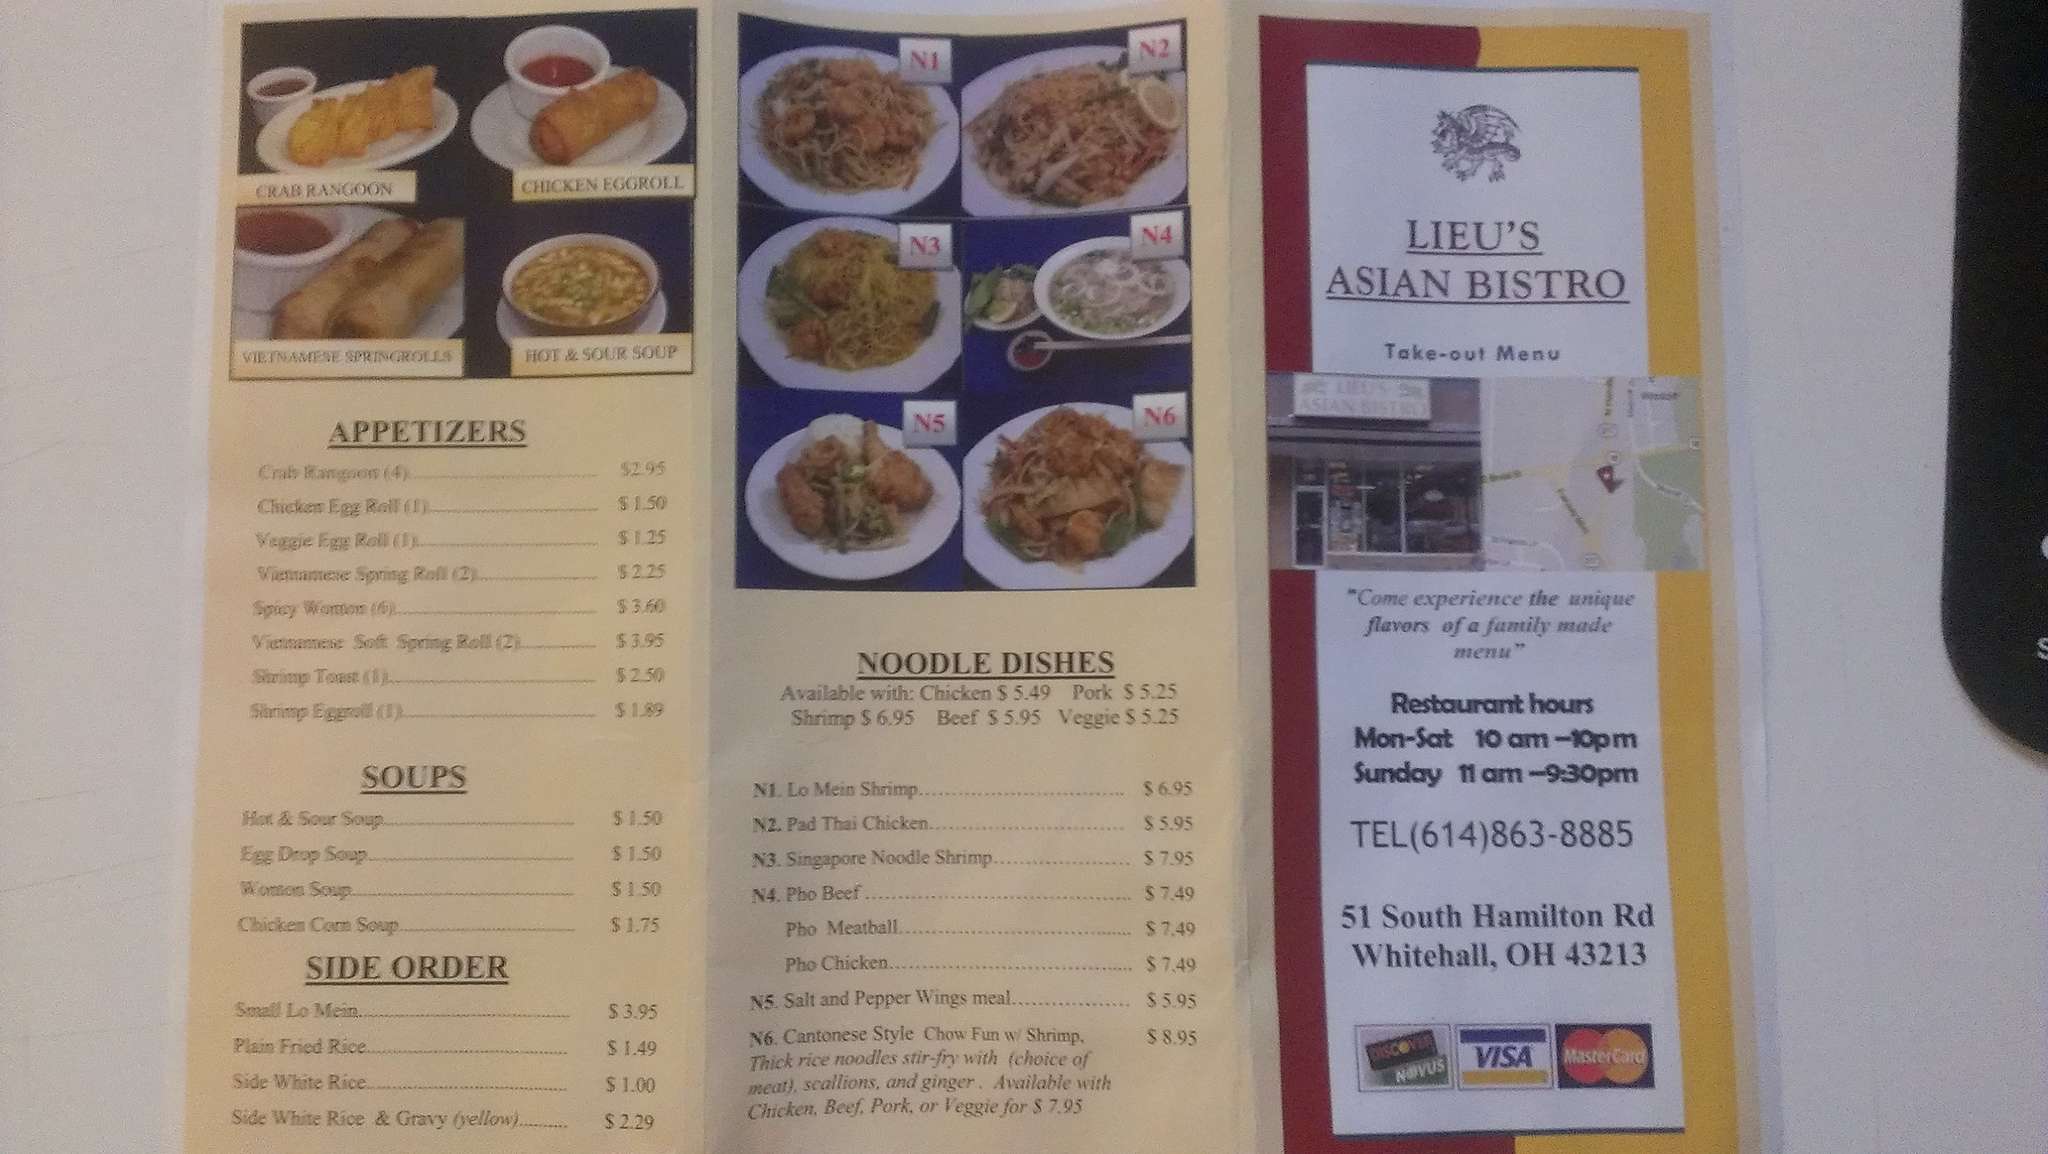 CRAB RANGOON
CHICKEN EGGROLL
VIETNAMESE SPRINGROLLS
HOT & SOUR SOUP
APPETIZERS
Crab Rangoon (4) $2.95
Chicken Egg Roll (1) $ 1.50
Veggie Egg Roll (1) $ 1.25
Vietnamese Spring Roll (2) $ 2.25
Spicy Wonton (6) $ 3.60
Vietnamese Soft Spring Roll (2) $ 3.95
Shrimp Toast (1) $ 2.50
Shrimp Eggroll (1) $ 1.89
SOUPS
Hot & Sour Soup $ 1.50
Egg Drop Soup $ 1.50
Wonton Soup $ 1.50
Chicken Corn Soup $ 1.75
SIDE ORDER
Small Lo Mein $ 3.95
Plain Fried Rice $ 1.49
Side White Rice $ 1.00
Side White Rice & Gravy (yellow) $ 2.29
N1
N2
N3
N4
N5
N6
NOODLE DISHES
Available with: Chicken $ 5.49 Pork $ 5.25
Shrimp $ 6.95 Beef $ 5.95 Veggie $ 5.25
N1. Lo Mein Shrimp $ 6.95
N2. Pad Thai Chicken $ 5.95
N3. Singapore Noodle Shrimp $ 7.95
N4. Pho Beef $ 7.49
Pho Meatball $ 7.49
Pho Chicken $ 7.49
N5. Salt and Pepper Wings meal $ 5.95
N6. Cantonese Style Chow Fun w/ Shrimp, $ 8.95
Thick rice noodles stir-fry with (choice of
meat), scallions, and ginger . Available with
Chicken, Beef, Pork, or Veggie for $ 7.95
LIEU'S
ASIAN BISTRO
Take-out Menu
LIEU'S
ASIAN BISTRO
"Come experience the unique
flavors of a family made
menu"
Restaurant hours
Mon-Sat 10 am –10pm
Sunday 11 am –9:30pm
TEL(614)863-8885
51 South Hamilton Rd
Whitehall, OH 43213
DISCOVER
NOVUS
VISA
MasterCard